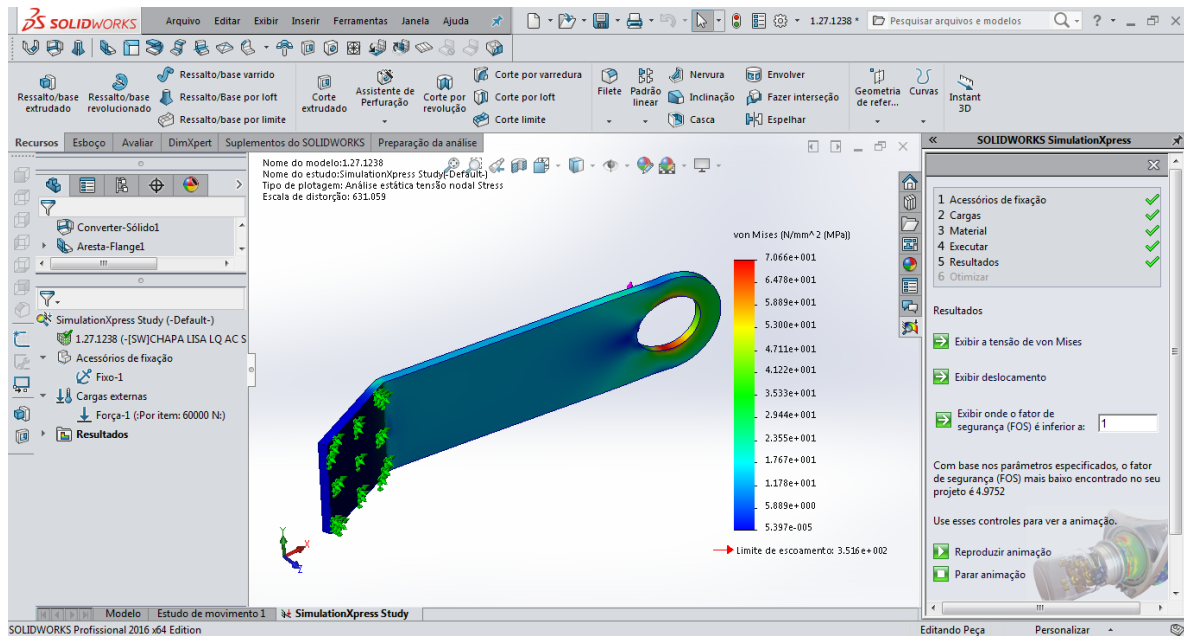 SOLIDWORKS
Arquivo Editar Exibir Inserir Ferramentas Janela Ajuda
1.27.1238 *
Pesquisar arquivos e modelos
Ressalto/base extrudado
Ressalto/base revolucionado
Ressalto/base varrido
Ressalto/Base por loft
Ressalto/base por limite
Corte extrudado
Assistente de Perfuração
Corte por revolução
Corte por varredura
Corte por loft
Corte limite
Filete
Padrão linear
Nervura
Inclinação
Casca
Envolver
Fazer interseção
Espelhar
Geometria de refer...
Curvas
Instant 3D
Recursos Esboço Avaliar DimXpert Suplementos do SOLIDWORKS Preparação da análise
Converter-Sólido1
Aresta-Flange1
SimulationXpress Study (-Default-)
1.27.1238 (-[SW]CHAPA LISA LQ AC S
Acessórios de fixação
Fixo-1
Cargas externas
Força-1 (:Por item: 60000 N:)
Resultados
Nome do modelo:1.27.1238
Nome do estudo:SimulationXpress Study(-Default-)
Tipo de plotagem: Análise estática tensão nodal Stress
Escala de distorção: 631.059
von Mises (N/mm^2 (MPa))
7.066e+001
6.478e+001
5.889e+001
5.300e+001
4.711e+001
4.122e+001
3.533e+001
2.944e+001
2.355e+001
1.767e+001
1.178e+001
5.889e+000
5.397e-005
Limite de escoamento: 3.516e+002
Y
X
Z
SOLIDWORKS SimulationXpress
1 Acessórios de fixação
2 Cargas
3 Material
4 Executar
5 Resultados
6 Otimizar
Resultados
Exibir a tensão de von Mises
Exibir deslocamento
Exibir onde o fator de
segurança (FOS) é inferior a: 1
Com base nos parâmetros especificados, o fator
de segurança (FOS) mais baixo encontrado no seu
projeto é 4.9752
Use esses controles para ver a animação.
Reproduzir animação
Parar animação
Modelo Estudo de movimento 1 SimulationXpress Study
SOLIDWORKS Profissional 2016 x64 Edition
Editando Peça Personalizar